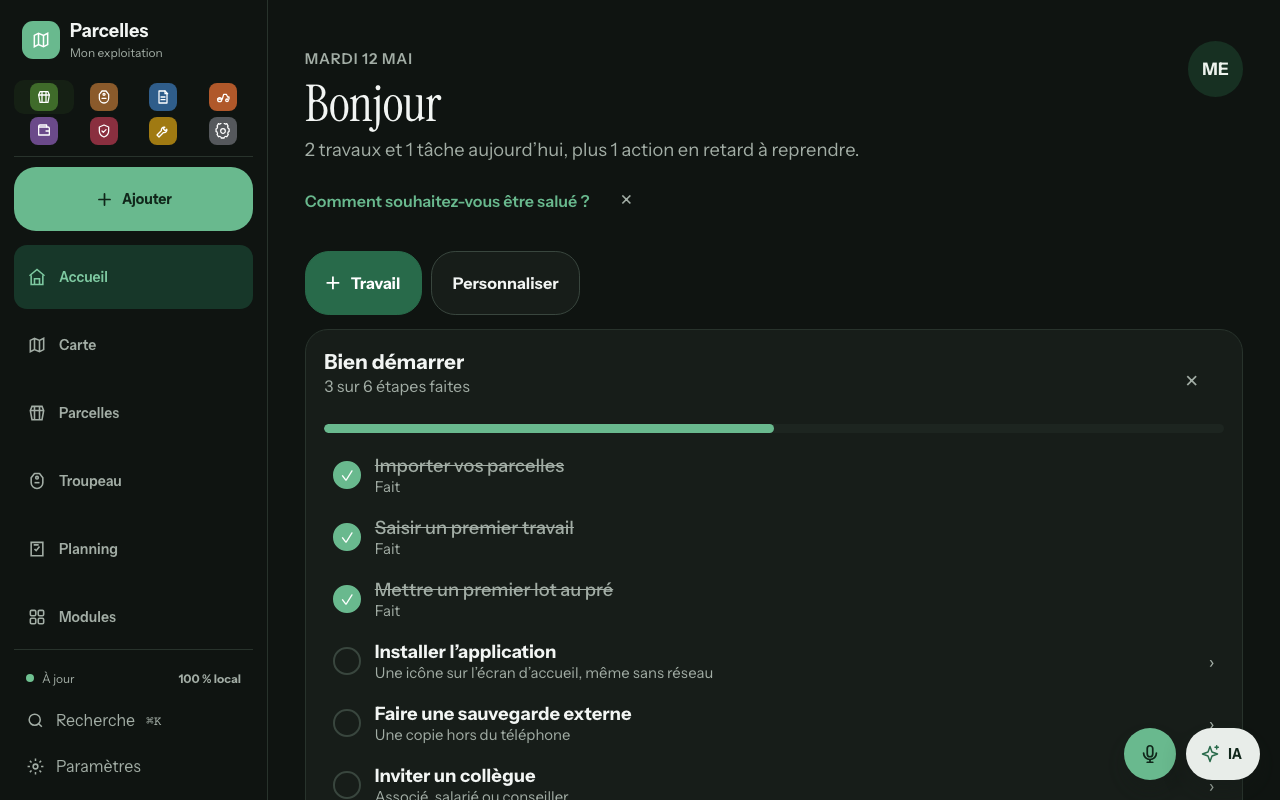 Parcelles
Mon exploitation
Ajouter
Accueil
Carte
Parcelles
Troupeau
Planning
Modules
À jour
100 % local
Recherche ⌘K
Paramètres
MARDI 12 MAI
ME
Bonjour
2 travaux et 1 tâche aujourd’hui, plus 1 action en retard à reprendre.
Comment souhaitez-vous être salué ? ×
Travail
Personnaliser
Bien démarrer
3 sur 6 étapes faites
×
Importer vos parcelles
Fait
Saisir un premier travail
Fait
Mettre un premier lot au pré
Fait
Installer l’application
Une icône sur l’écran d’accueil, même sans réseau
›
Faire une sauvegarde externe
Une copie hors du téléphone
›
Inviter un collègue
Associé, salarié ou conseiller
›
IA